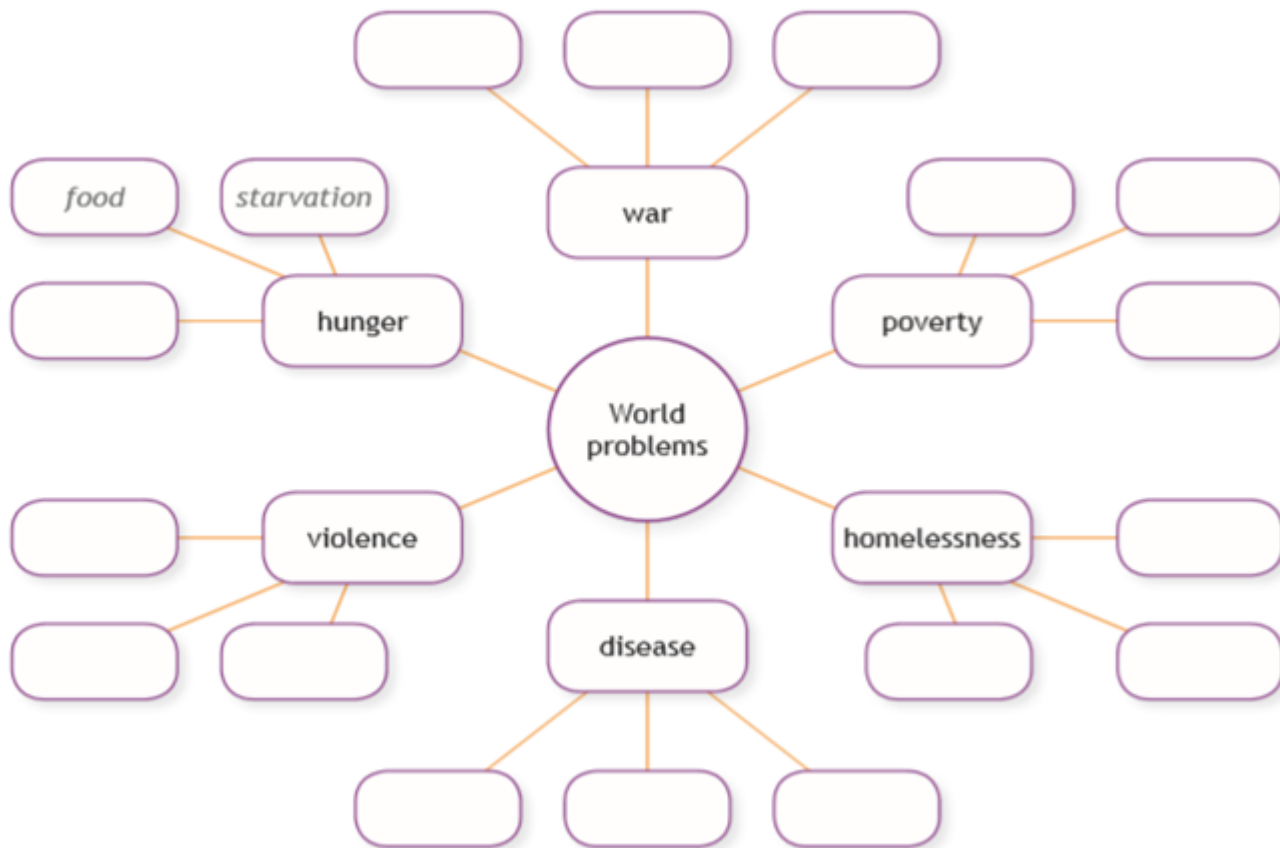 food
starvation
war
hunger
poverty
World
problems
violence
homelessness
disease